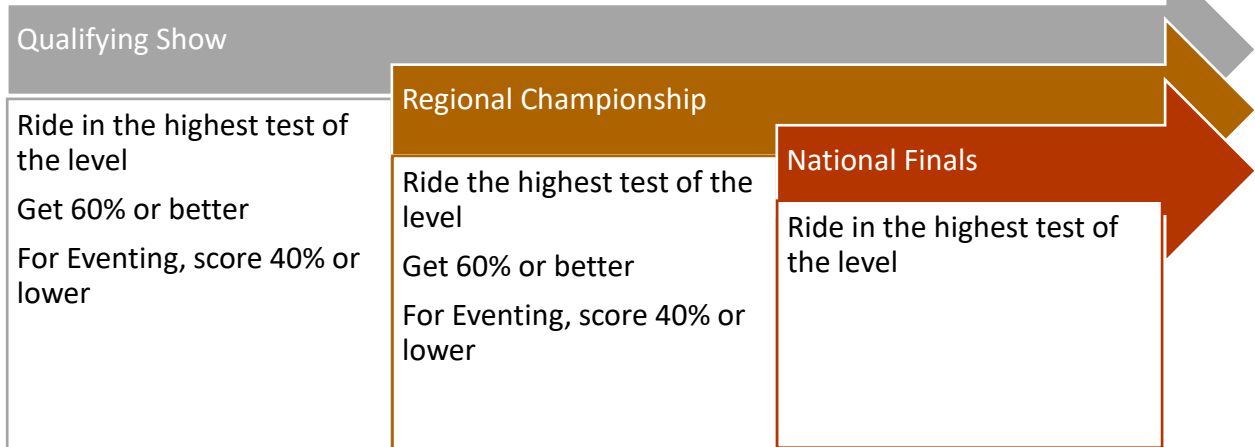 Qualifying Show
Ride in the highest test of
the level
Get 60% or better
For Eventing, score 40% or
lower
Regional Championship
Ride the highest test of the
level
Get 60% or better
For Eventing, score 40% or
lower
National Finals
Ride in the highest test of
the level